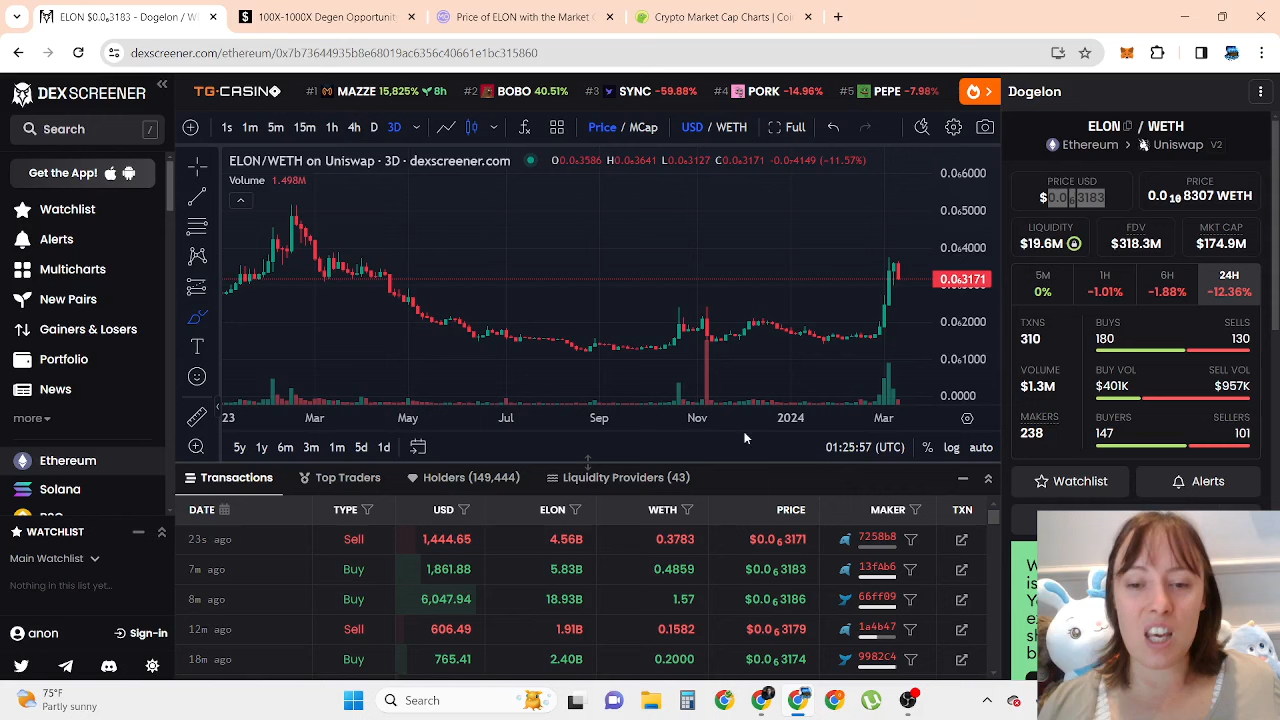 ELON $0.0₆3183 - Dogelon / W
100X-1000X Degen Opportunit
Price of ELON with the Market C
Crypto Market Cap Charts | Coi
dexscreener.com/ethereum/0x7b73644935b8e68019ac6356c40661e1bc315860
DEXSCREENER
TG.CASINO
#1 MAZZE 15,825% 8h
#2 BOBO 40.51%
#3 SYNC -59.88%
#4 PORK -14.96%
#5 PEPE -7.98%
Dogelon
Search /
Get the App!
Watchlist
Alerts
Multicharts
New Pairs
Gainers & Losers
Portfolio
News
more
Ethereum
Solana
WATCHLIST
Main Watchlist
Nothing in this list yet...
anon Sign-in
1s 1m 5m 15m 1h 4h D 3D Price / MCap USD / WETH Full
ELON/WETH on Uniswap · 3D · dexscreener.com O0.0₆3586 H0.0₆3641 L0.0₆3127 C0.0₆3171 -0.0₇4149 (-11.57%)
Volume 1.498M
0.0₆6000
0.0₆5000
0.0₆4000
0.0₆3171
0.0₆2000
0.0₆1000
0.0000
23 Mar May Jul Sep Nov 2024 Mar
5y 1y 6m 3m 1m 5d 1d 01:25:57 (UTC) % log auto
Transactions Top Traders Holders (149,444) Liquidity Providers (43)
DATE TYPE USD ELON WETH PRICE MAKER TXN
23s ago Sell 1,444.65 4.56B 0.3783 $0.0₆3171 7258b8
7m ago Buy 1,861.88 5.83B 0.4859 $0.0₆3183 13fAb6
8m ago Buy 6,047.94 18.93B 1.57 $0.0₆3186 66ff09
12m ago Sell 606.49 1.91B 0.1582 $0.0₆3179 1a4b47
18m ago Buy 765.41 2.40B 0.2000 $0.0₆3174 9982C4
ELON / WETH
Ethereum > Uniswap V2
PRICE USD
$0.0₆3183
PRICE
0.0₁₀8307 WETH
LIQUIDITY
$19.6M
FDV
$318.3M
MKT CAP
$174.9M
5M
0%
1H
-1.01%
6H
-1.88%
24H
-12.36%
TXNS
310
BUYS
180
SELLS
130
VOLUME
$1.3M
BUY VOL
$401K
SELL VOL
$957K
MAKERS
238
BUYERS
147
SELLERS
101
Watchlist
Alerts
75°F
Partly sunny
Search